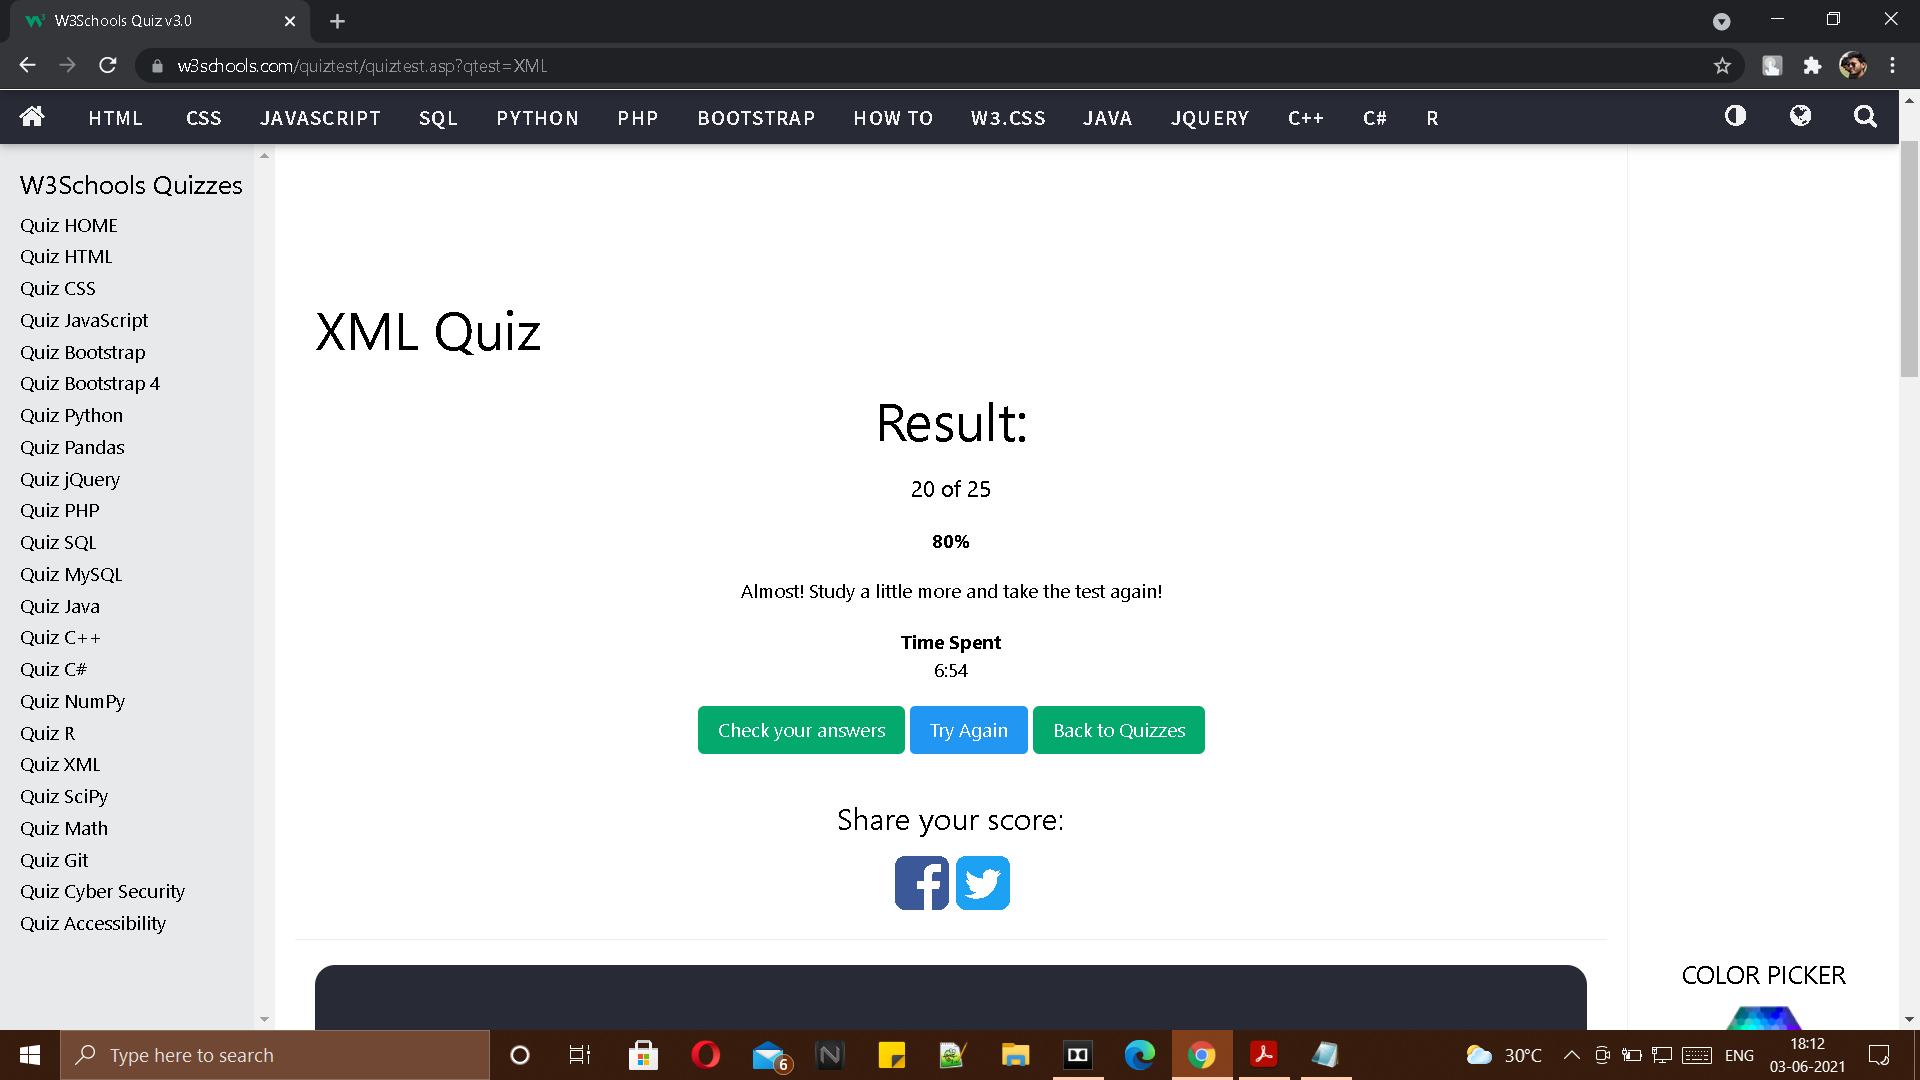 W3Schools Quiz v3.0
w3schools.com/quiztest/quiztest.asp?qtest=XML
HTML CSS JAVASCRIPT SQL PYTHON PHP BOOTSTRAP HOW TO W3.CSS JAVA JQUERY C++ C# R
W3Schools Quizzes
Quiz HOME
Quiz HTML
Quiz CSS
Quiz JavaScript
Quiz Bootstrap
Quiz Bootstrap 4
Quiz Python
Quiz Pandas
Quiz jQuery
Quiz PHP
Quiz SQL
Quiz MySQL
Quiz Java
Quiz C++
Quiz C#
Quiz NumPy
Quiz R
Quiz XML
Quiz SciPy
Quiz Math
Quiz Git
Quiz Cyber Security
Quiz Accessibility
XML Quiz
Result:
20 of 25
80%
Almost! Study a little more and take the test again!
Time Spent
6:54
Check your answers Try Again Back to Quizzes
Share your score:
COLOR PICKER
Type here to search
6
30°C
ENG
18:12
03-06-2021